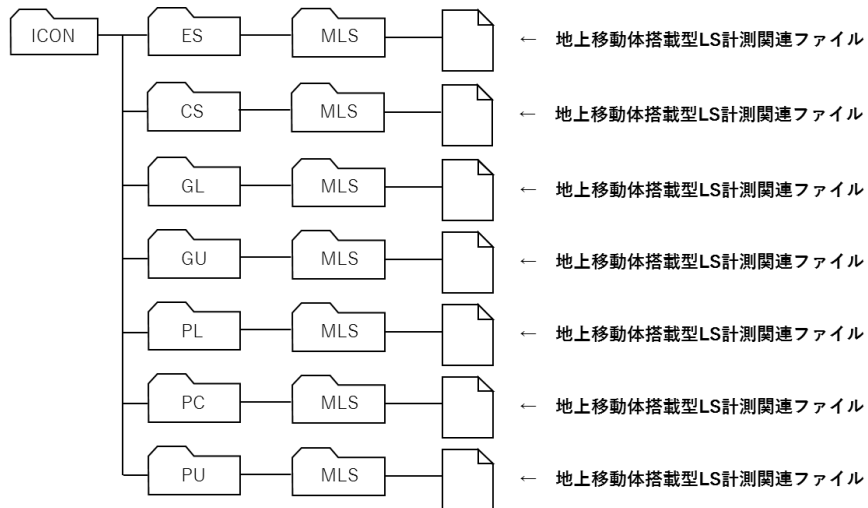 ICON ES MLS ← 地上移動体搭載型LS計測関連ファイル
CS MLS ← 地上移動体搭載型LS計測関連ファイル
GL MLS ← 地上移動体搭載型LS計測関連ファイル
GU MLS ← 地上移動体搭載型LS計測関連ファイル
PL MLS ← 地上移動体搭載型LS計測関連ファイル
PC MLS ← 地上移動体搭載型LS計測関連ファイル
PU MLS ← 地上移動体搭載型LS計測関連ファイル